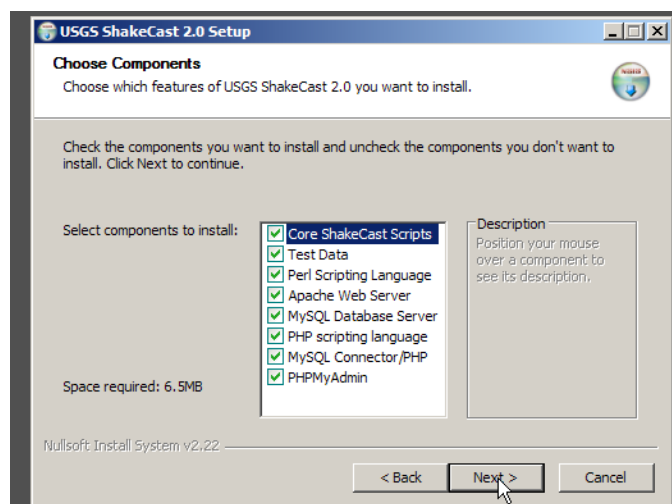 USGS ShakeCast 2.0 Setup
Choose Components
Choose which features of USGS ShakeCast 2.0 you want to install.
Check the components you want to install and uncheck the components you don't want to
install. Click Next to continue.
Select components to install:
Core ShakeCast Scripts
Test Data
Perl Scripting Language
Apache Web Server
MySQL Database Server
PHP scripting language
MySQL Connector/PHP
PHPMyAdmin
Description
Position your mouse
over a component to
see its description.
Space required: 6.5MB
Nullsoft Install System v2.22
< Back
Next >
Cancel